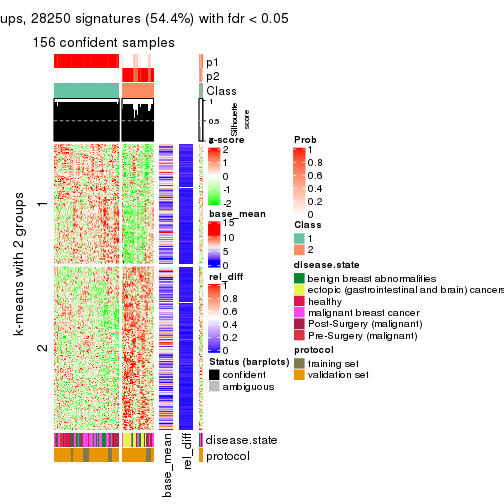 ups, 28250 signatures (54.4%) with fdr < 0.05
156 confident samples
p1
p2
Class
1
0.5
0
Silhouette
score
k-means with 2 groups
1
2
z-score
2
1
0
-1
-2
base_mean
15
10
5
0
rel_diff
1
0.8
0.6
0.4
0.2
0
Status (barplots)
confident
ambiguous
Prob
1
0.8
0.6
0.4
0.2
0
Class
1
2
disease.state
benign breast abnormalities
ectopic (gastrointestinal and brain) cancers
healthy
malignant breast cancer
Post-Surgery (malignant)
Pre-Surgery (malignant)
protocol
training set
validation set
disease.state
protocol
base_mean
rel_diff